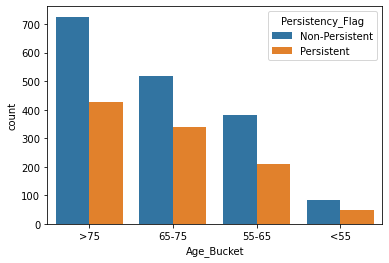 Persistency_Flag
Non-Persistent
Persistent
700
600
500
400
300
200
100
0
count
>75
65-75
55-65
<55
Age_Bucket